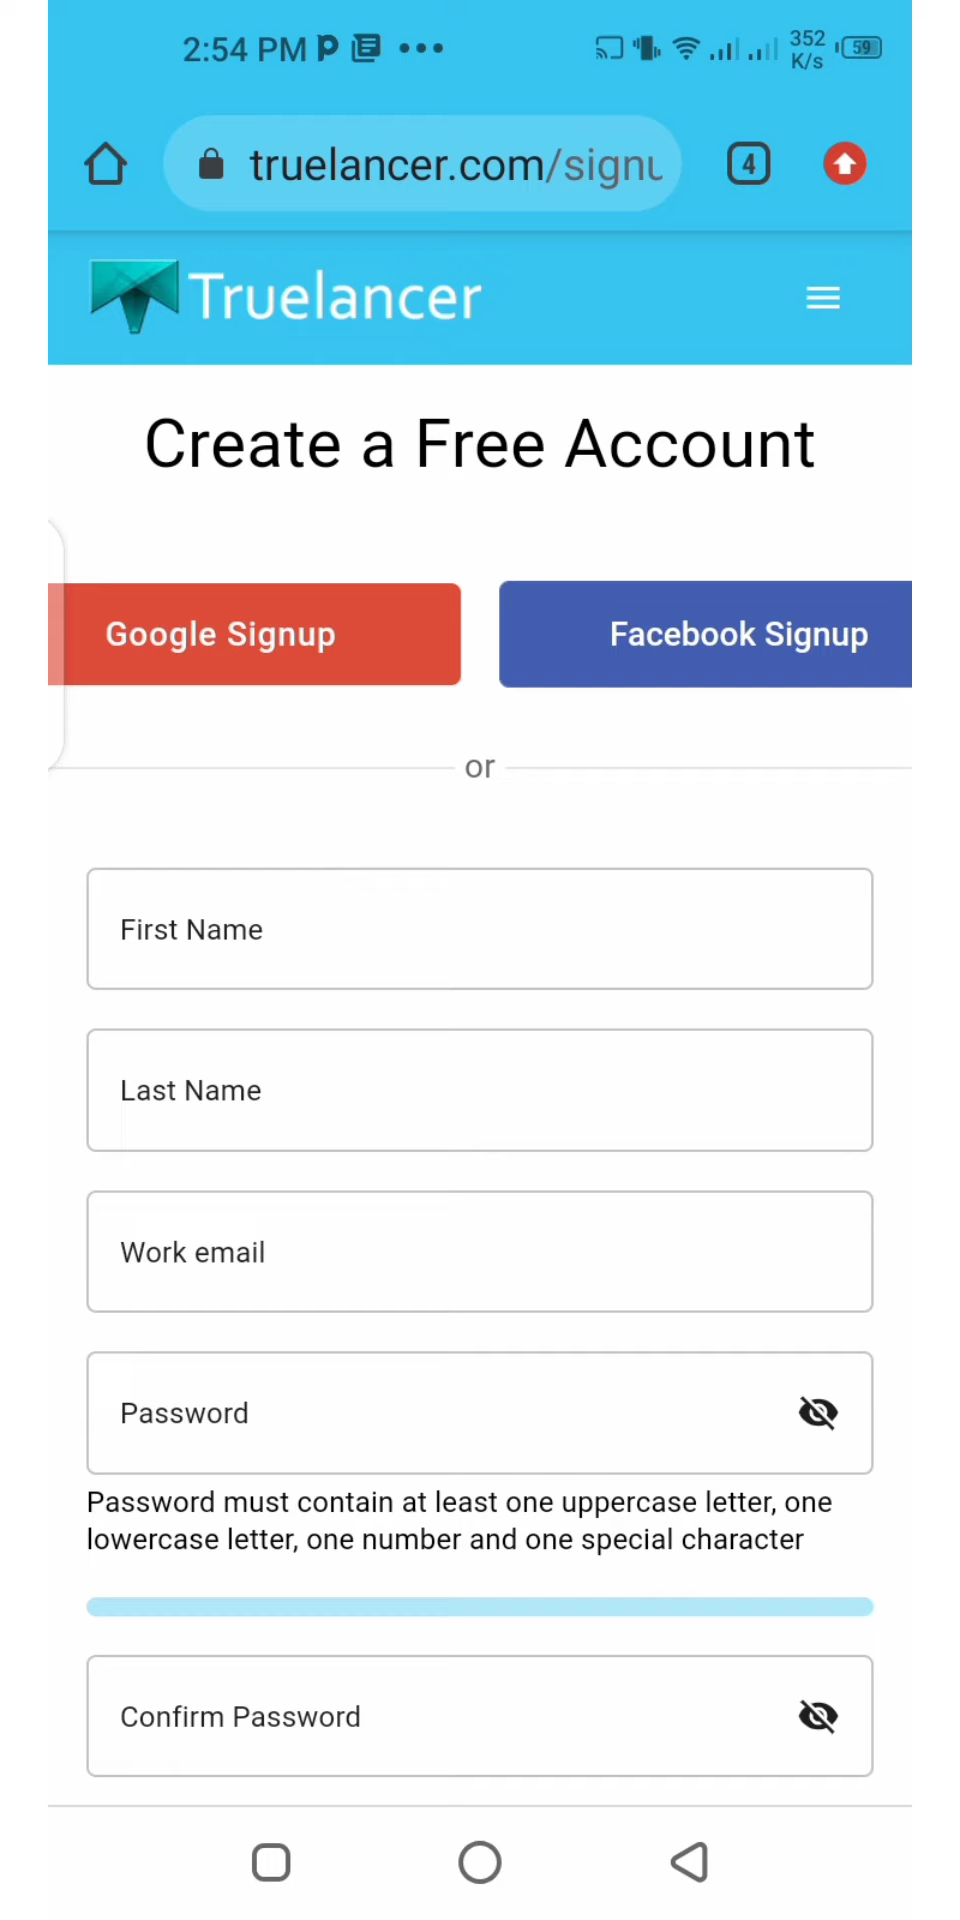 2:54 PM
352
K/s
59
truelancer.com/signu
4
Truelancer
Create a Free Account
Google Signup
Facebook Signup
or
First Name
Last Name
Work email
Password
Password must contain at least one uppercase letter, one
lowercase letter, one number and one special character
Confirm Password